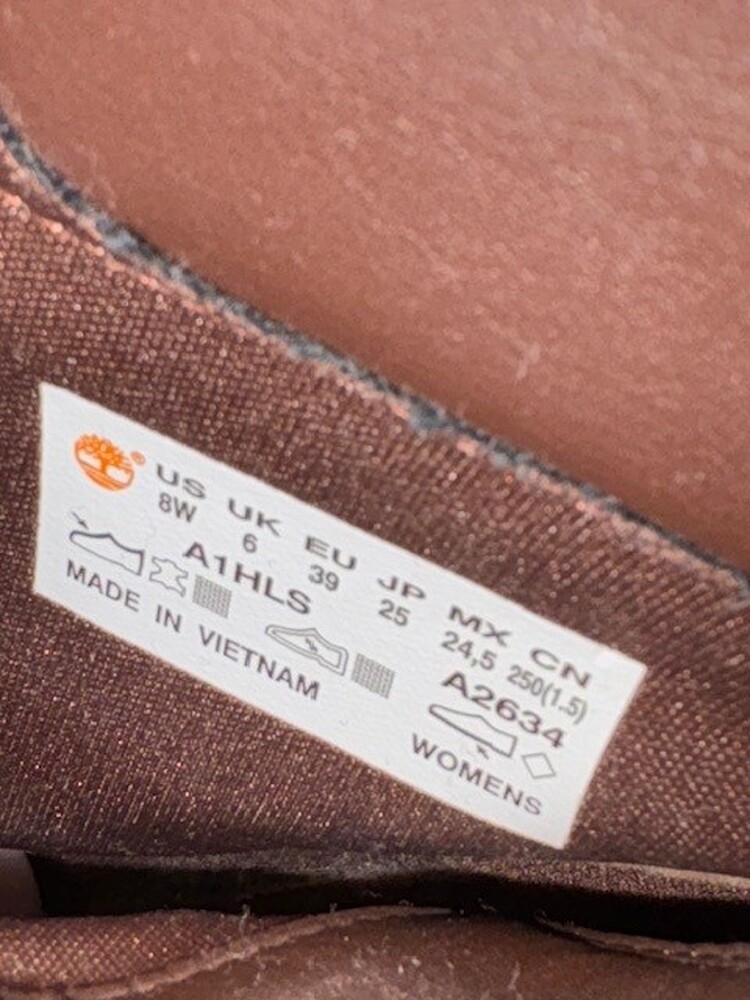 ® US UK EU JP MX CN
8W 6 39 25 24,5 250(1.5)
A1HLS A2634
MADE IN VIETNAM WOMENS